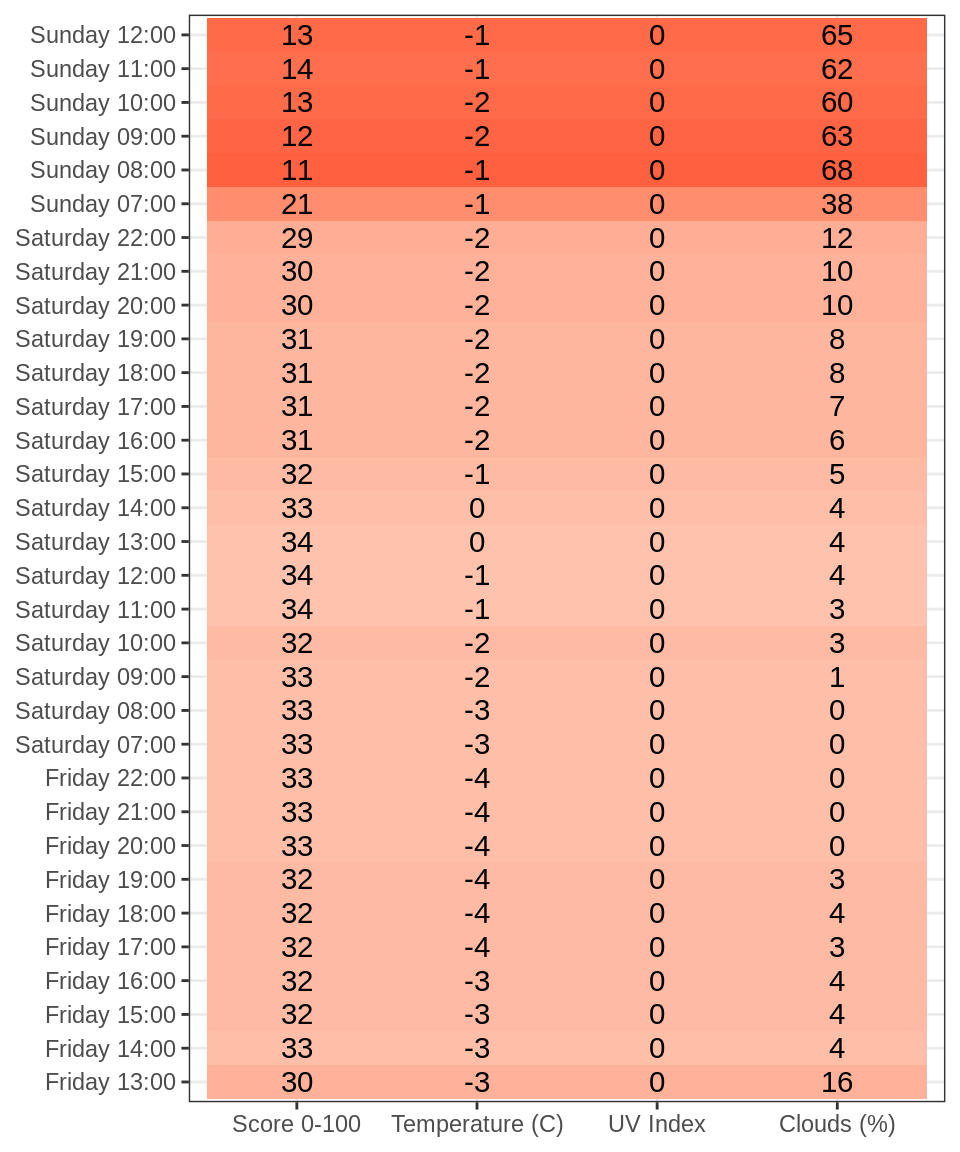 Sunday 12:00 13 -1 0 65
Sunday 11:00 14 -1 0 62
Sunday 10:00 13 -2 0 60
Sunday 09:00 12 -2 0 63
Sunday 08:00 11 -1 0 68
Sunday 07:00 21 -1 0 38
Saturday 22:00 29 -2 0 12
Saturday 21:00 30 -2 0 10
Saturday 20:00 30 -2 0 10
Saturday 19:00 31 -2 0 8
Saturday 18:00 31 -2 0 8
Saturday 17:00 31 -2 0 7
Saturday 16:00 31 -2 0 6
Saturday 15:00 32 -1 0 5
Saturday 14:00 33 0 0 4
Saturday 13:00 34 0 0 4
Saturday 12:00 34 -1 0 4
Saturday 11:00 34 -1 0 3
Saturday 10:00 32 -2 0 3
Saturday 09:00 33 -2 0 1
Saturday 08:00 33 -3 0 0
Saturday 07:00 33 -3 0 0
Friday 22:00 33 -4 0 0
Friday 21:00 33 -4 0 0
Friday 20:00 33 -4 0 0
Friday 19:00 32 -4 0 3
Friday 18:00 32 -4 0 4
Friday 17:00 32 -4 0 3
Friday 16:00 32 -3 0 4
Friday 15:00 32 -3 0 4
Friday 14:00 33 -3 0 4
Friday 13:00 30 -3 0 16
Score 0-100 Temperature (C) UV Index Clouds (%)